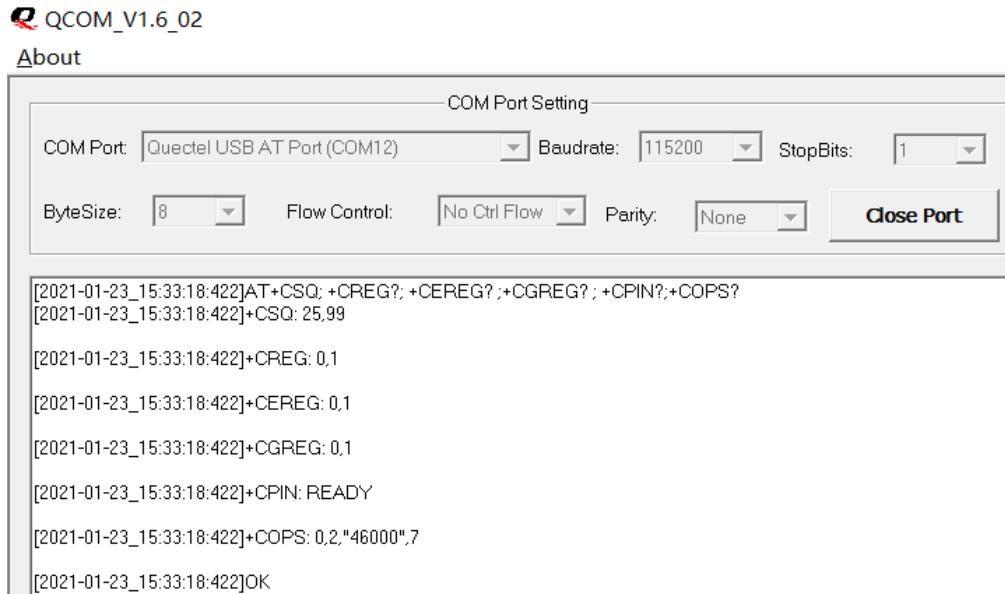 QCOM_V1.6_02
About
COM Port Setting
COM Port: Quectel USB AT Port (COM12) Baudrate: 115200 StopBits: 1
ByteSize: 8 Flow Control: No Ctrl Flow Parity: None Close Port
[2021-01-23_15:33:18:422]AT+CSQ; +CREG?; +CEREG? ;+CGREG? ; +CPIN?;+COPS?
[2021-01-23_15:33:18:422]+CSQ: 25,99
[2021-01-23_15:33:18:422]+CREG: 0,1
[2021-01-23_15:33:18:422]+CEREG: 0,1
[2021-01-23_15:33:18:422]+CGREG: 0,1
[2021-01-23_15:33:18:422]+CPIN: READY
[2021-01-23_15:33:18:422]+COPS: 0,2,"46000",7
[2021-01-23_15:33:18:422]OK